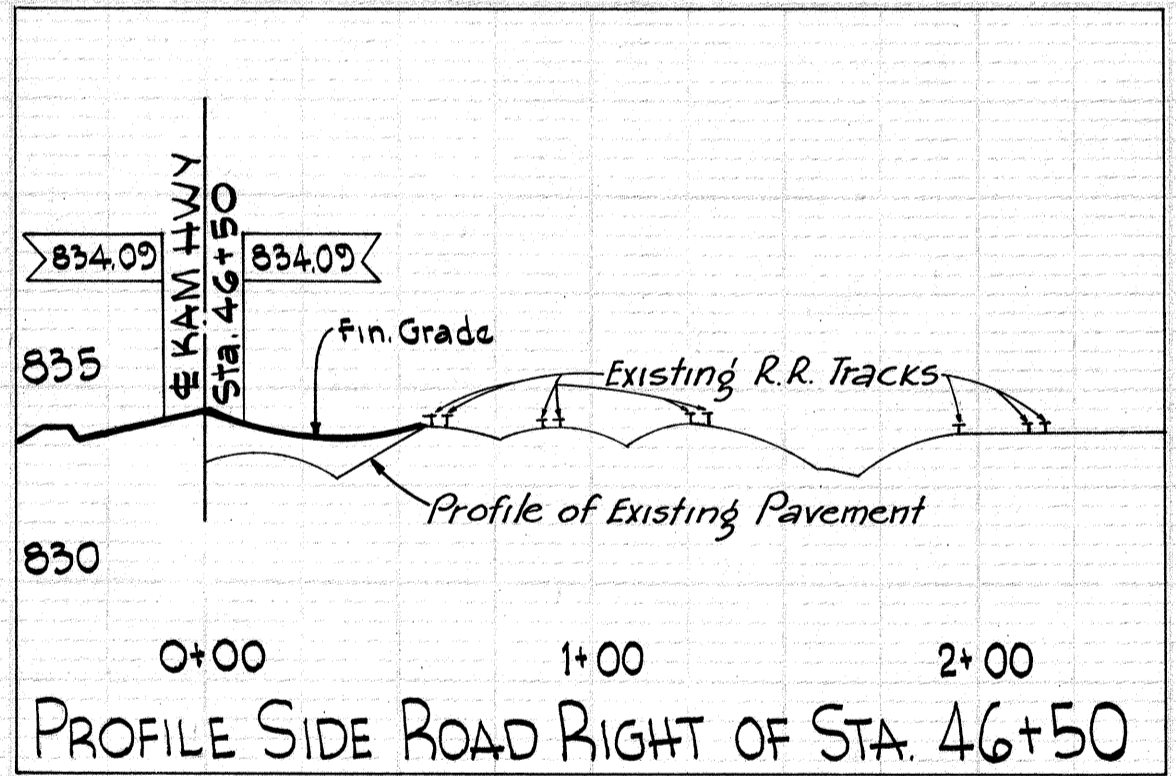 ℄ KAM HWY
Sta. 46+50
834.09
834.09
Fin. Grade
835
Existing R.R. Tracks
Profile of Existing Pavement
830
0+00
1+00
2+00
PROFILE SIDE ROAD RIGHT OF STA. 46+50